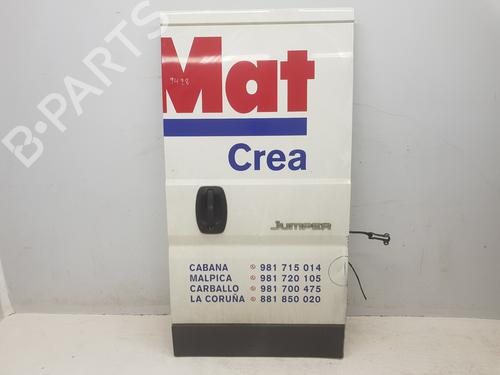 B-PARTS
Mat
9498
Crea
JUMPER
CABANA 981 715 014
MALPICA 981 720 105
CARBALLO 981 700 475
LA CORUÑA 881 850 020